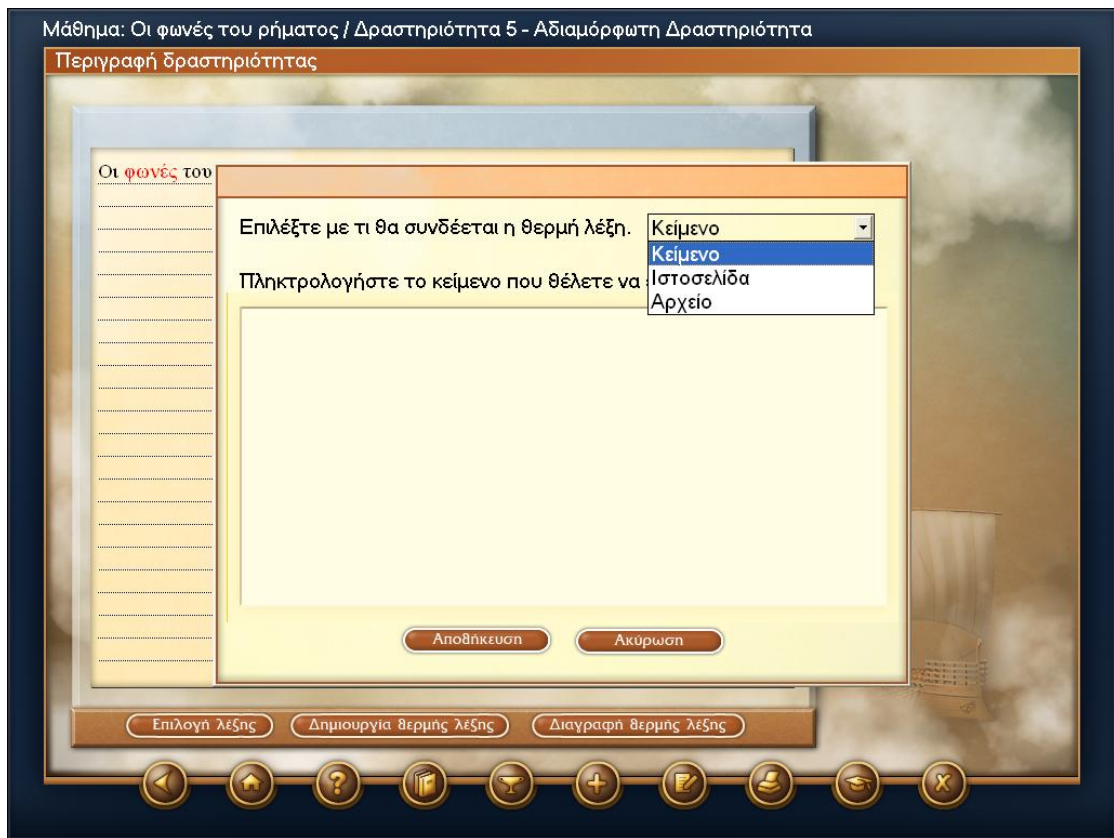 Μάθημα: Οι φωνές του ρήματος / Δραστηριότητα 5 - Αδιαμόρφωτη Δραστηριότητα
Περιγραφή δραστηριότητας
Οι φωνές του
Επιλέξτε με τι θα συνδέεται η θερμή λέξη.
Κείμενο
Κείμενο
Ιστοσελίδα
Αρχείο
Πληκτρολογήστε το κείμενο που θέλετε να
Αποθήκευση Ακύρωση
Επιλογή λέξης Δημιουργία θερμής λέξης Διαγραφή θερμής λέξης